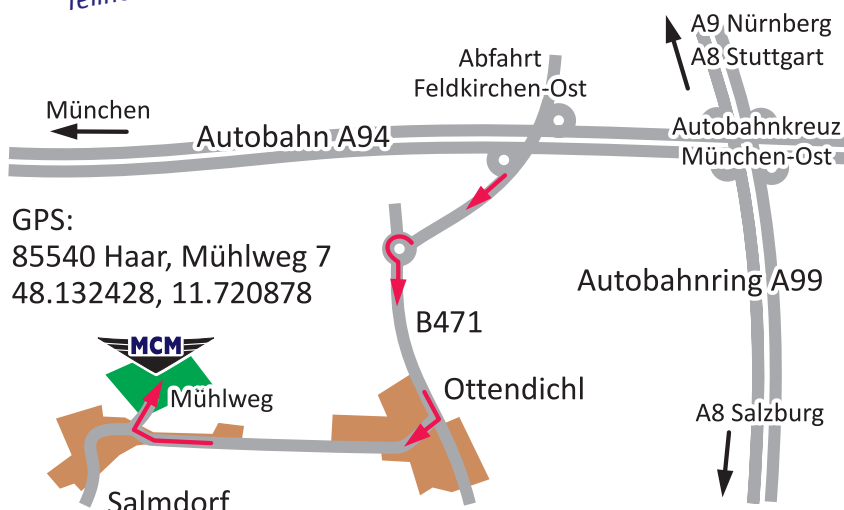 A9 Nürnberg
A8 Stuttgart
Abfahrt
Feldkirchen-Ost
München
Autobahn A94
Autobahnkreuz
München-Ost
GPS:
85540 Haar, Mühlweg 7
48.132428, 11.720878
Autobahnring A99
B471
MCM
Ottendichl
Mühlweg
A8 Salzburg
Salmdorf